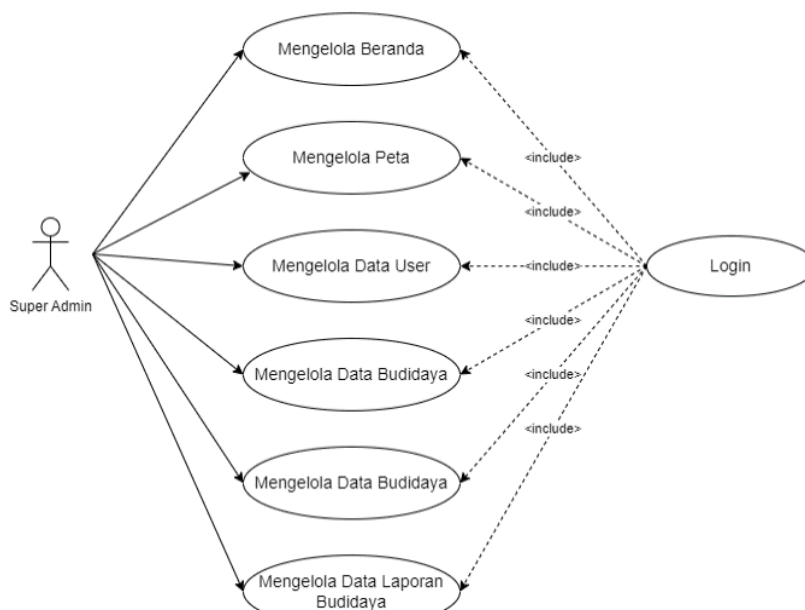 Mengelola Beranda
<include>
Mengelola Peta
<include>
Mengelola Data User
<include>
Login
Super Admin
<include>
Mengelola Data Budidaya
<include>
<include>
Mengelola Data Budidaya
Mengelola Data Laporan
Budidaya